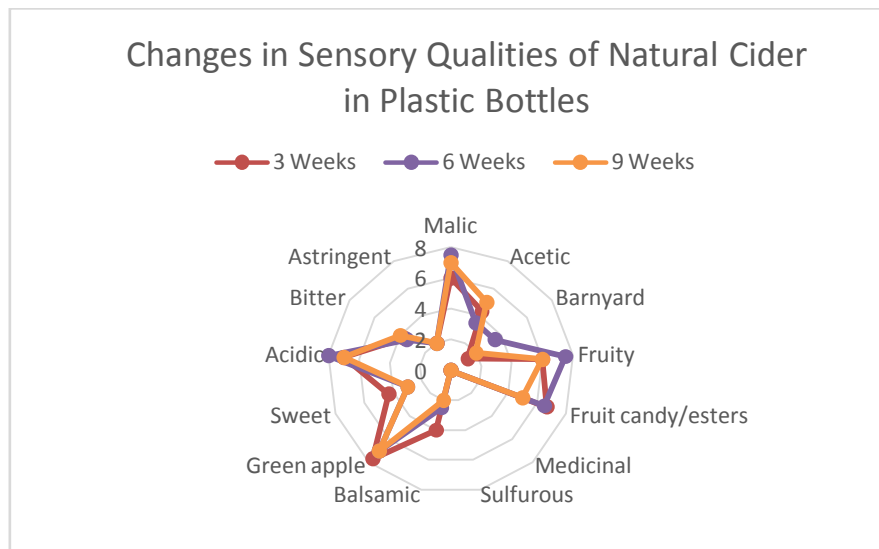 Changes in Sensory Qualities of Natural Cider
in Plastic Bottles
3 Weeks 6 Weeks 9 Weeks
Malic
Astringent
Acetic
Bitter
Barnyard
Acidic
Fruity
Sweet
Fruit candy/esters
Green apple
Medicinal
Balsamic
Sulfurous
8
6
4
2
0